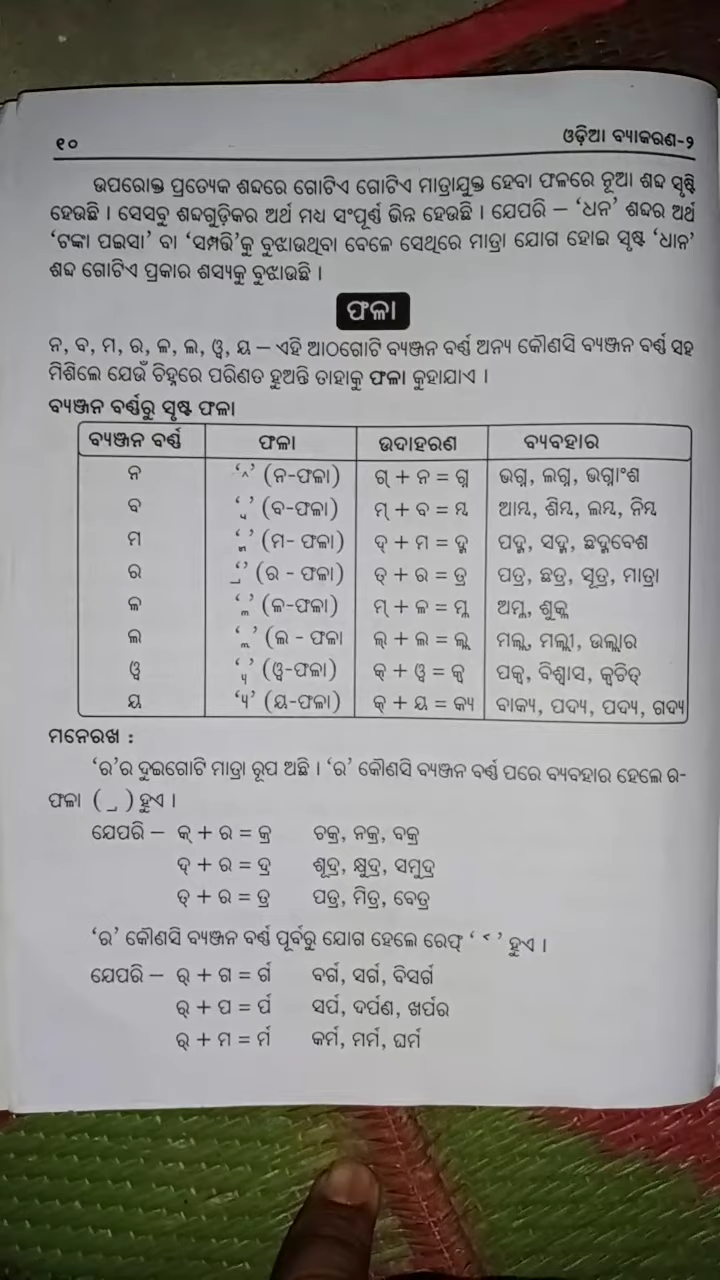 ୧୦ ଓଡ଼ିଆ ବ୍ୟାକରଣ-୨
ଉପରୋକ୍ତ ପ୍ରତ୍ୟେକ ଶବ୍ଦରେ ଗୋଟିଏ ଗୋଟିଏ ମାତ୍ରାଯୁକ୍ତ ହେବା ଫଳରେ ନୂଆ ଶବ୍ଦ ସୃଷ୍ଟି
ହେଉଛି । ସେସବୁ ଶବ୍ଦଗୁଡ଼ିକର ଅର୍ଥ ମଧ୍ୟ ସଂପୂର୍ଣ୍ଣ ଭିନ୍ନ ହେଉଛି । ଯେପରି – ‘ଧନ’ ଶବ୍ଦର ଅର୍ଥ
‘ଟଙ୍କା ପଇସା’ ବା ‘ସମ୍ପତ୍ତି’କୁ ବୁଝାଉଥିବା ବେଳେ ସେଥିରେ ମାତ୍ରା ଯୋଗ ହୋଇ ସୃଷ୍ଟ ‘ଧାନ’
ଶବ୍ଦ ଗୋଟିଏ ପ୍ରକାର ଶସ୍ୟକୁ ବୁଝାଉଛି ।
ଫଳା
ନ, ବ, ମ, ର, ଳ, ଲ, ୱ, ୟ – ଏହି ଆଠଗୋଟି ବ୍ୟଞ୍ଜନ ବର୍ଣ୍ଣ ଅନ୍ୟ କୌଣସି ବ୍ୟଞ୍ଜନ ବର୍ଣ୍ଣ ସହ
ମିଶିଲେ ଯେଉଁ ଚିହ୍ନରେ ପରିଣତ ହୁଅନ୍ତି ତାହାକୁ ଫଳା କୁହାଯାଏ ।
ବ୍ୟଞ୍ଜନ ବର୍ଣ୍ଣରୁ ସୃଷ୍ଟ ଫଳା
ବ୍ୟଞ୍ଜନ ବର୍ଣ୍ଣ ଫଳା ଉଦାହରଣ ବ୍ୟବହାର
ନ (ନ-ଫଳା) ଗ୍ + ନ = ଗ୍ନ ଭଗ୍ନ, ଲଗ୍ନ, ଭଗ୍ନାଂଶ
ବ (ବ-ଫଳା) ମ୍ + ବ = ମ୍ବ ଆମ୍ବ, ଶିମ୍ବ, ଲମ୍ବ, ନିମ୍ବ
ମ (ମ- ଫଳା) ଦ୍ + ମ = ଦ୍ମ ପଦ୍ମ, ସଦ୍ମ, ଛଦ୍ମବେଶ
ର (ର - ଫଳା) ତ୍ + ର = ତ୍ର ପତ୍ର, ଛତ୍ର, ସୂତ୍ର, ମାତ୍ରା
ଳ (ଳ-ଫଳା) ମ୍ + ଳ = ମ୍ଳ ଅମ୍ଳ, ଶୁକ୍ଳ
ଲ (ଲ - ଫଳା ଲ୍ + ଲ = ଲ୍ଲ ମଲ୍ଲ, ମଲ୍ଲୀ, ଉଲ୍ଲାର
ୱ (ୱ-ଫଳା) କ୍ + ୱ = କ୍ୱ ପକ୍ୱ, ବିଶ୍ୱାସ, କ୍ୱଚିତ୍
ୟ ‘୍ୟ’ (ୟ-ଫଳା) କ୍ + ୟ = କ୍ୟ ବାକ୍ୟ, ପଦ୍ୟ, ପଦ୍ୟ, ଗଦ୍ୟ
ମନେରଖ :
‘ର’ର ଦୁଇଗୋଟି ମାତ୍ରା ରୂପ ଅଛି । ‘ର’ କୌଣସି ବ୍ୟଞ୍ଜନ ବର୍ଣ୍ଣ ପରେ ବ୍ୟବହାର ହେଲେ ର-
ଫଳା ( ୍ର ) ହୁଏ ।
ଯେପରି – କ୍ + ର = କ୍ର ଚକ୍ର, ନକ୍ର, ବକ୍ର
ଦ୍ + ର = ଦ୍ର ଶୂଦ୍ର, କ୍ଷୁଦ୍ର, ସମୁଦ୍ର
ତ୍ + ର = ତ୍ର ପତ୍ର, ମିତ୍ର, ବେତ୍ର
‘ର’ କୌଣସି ବ୍ୟଞ୍ଜନ ବର୍ଣ୍ଣ ପୂର୍ବରୁ ଯୋଗ ହେଲେ ରେଫ୍ ‘ ର୍ ’ ହୁଏ ।
ଯେପରି – ର୍ + ଗ = ର୍ଗ ବର୍ଗ, ସର୍ଗ, ବିସର୍ଗ
ର୍ + ପ = ର୍ପ ସର୍ପ, ଦର୍ପଣ, ଖର୍ପର
ର୍ + ମ = ର୍ମ କର୍ମ, ମର୍ମ, ଘର୍ମ